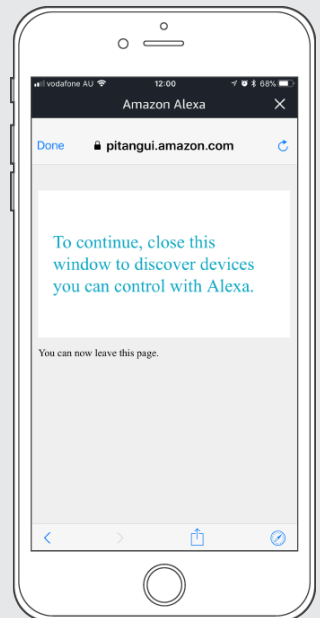 vodafone AU 12:00 68%
Amazon Alexa
Done pitangui.amazon.com
To continue, close this
window to discover devices
you can control with Alexa.
You can now leave this page.